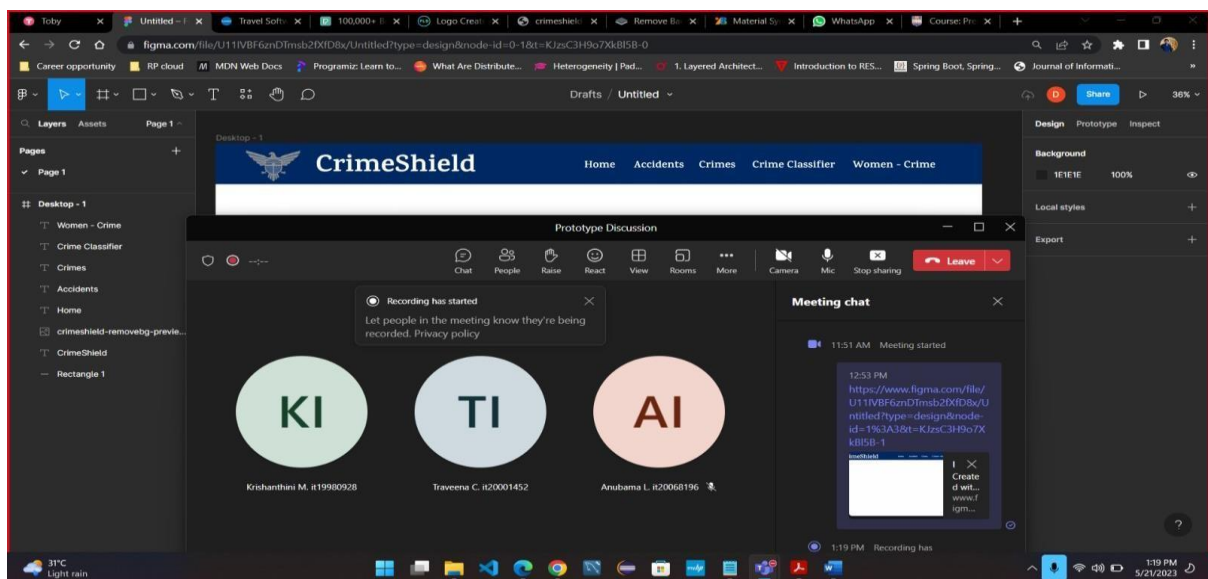 Toby
Untitled – F
Travel Softw
100,000+ B
Logo Creat
crimeshield
Remove Ba
Material Sy
WhatsApp
Course: Pro
figma.com/file/U11IVBF6znDTmsb2fXfD8x/Untitled?type=design&node-id=0-1&t=KJzsC3H9o7XkBI5B-0
Career opportunity
RP cloud
MDN Web Docs
Programiz: Learn to...
What Are Distribute...
Heterogeneity | Pad...
1. Layered Architect...
Introduction to RES...
Spring Boot, Spring...
Journal of Informati...
»
Drafts / Untitled
D
Share
36%
Layers Assets Page 1
Design Prototype Inspect
Pages
Page 1
Desktop - 1
Women - Crime
Crime Classifier
Crimes
Accidents
Home
crimeshield-removebg-previe...
CrimeShield
Rectangle 1
Desktop - 1
CrimeShield
Home Accidents Crimes Crime Classifier Women - Crime
Background
1E1E1E 100%
Local styles
Export
Prototype Discussion
--:--
Chat People Raise React View Rooms More Camera Mic Stop sharing Leave
Recording has started
Let people in the meeting know they're being
recorded. Privacy policy
KI
Krishanthini M. it19980928
TI
Traveena C. it20001452
AI
Anubama L. it20068196
Meeting chat
11:51 AM Meeting started
12:53 PM
https://www.figma.com/file/
U11IVBF6znDTmsb2fXfD8x/U
ntitled?type=design&node-
id=1%3A3&t=KJzsC3H9o7X
kBI5B-1
I
Create
d wit...
www.f
igm...
1:19 PM Recording has
?
31°C
Light rain
1:19 PM
5/21/2023